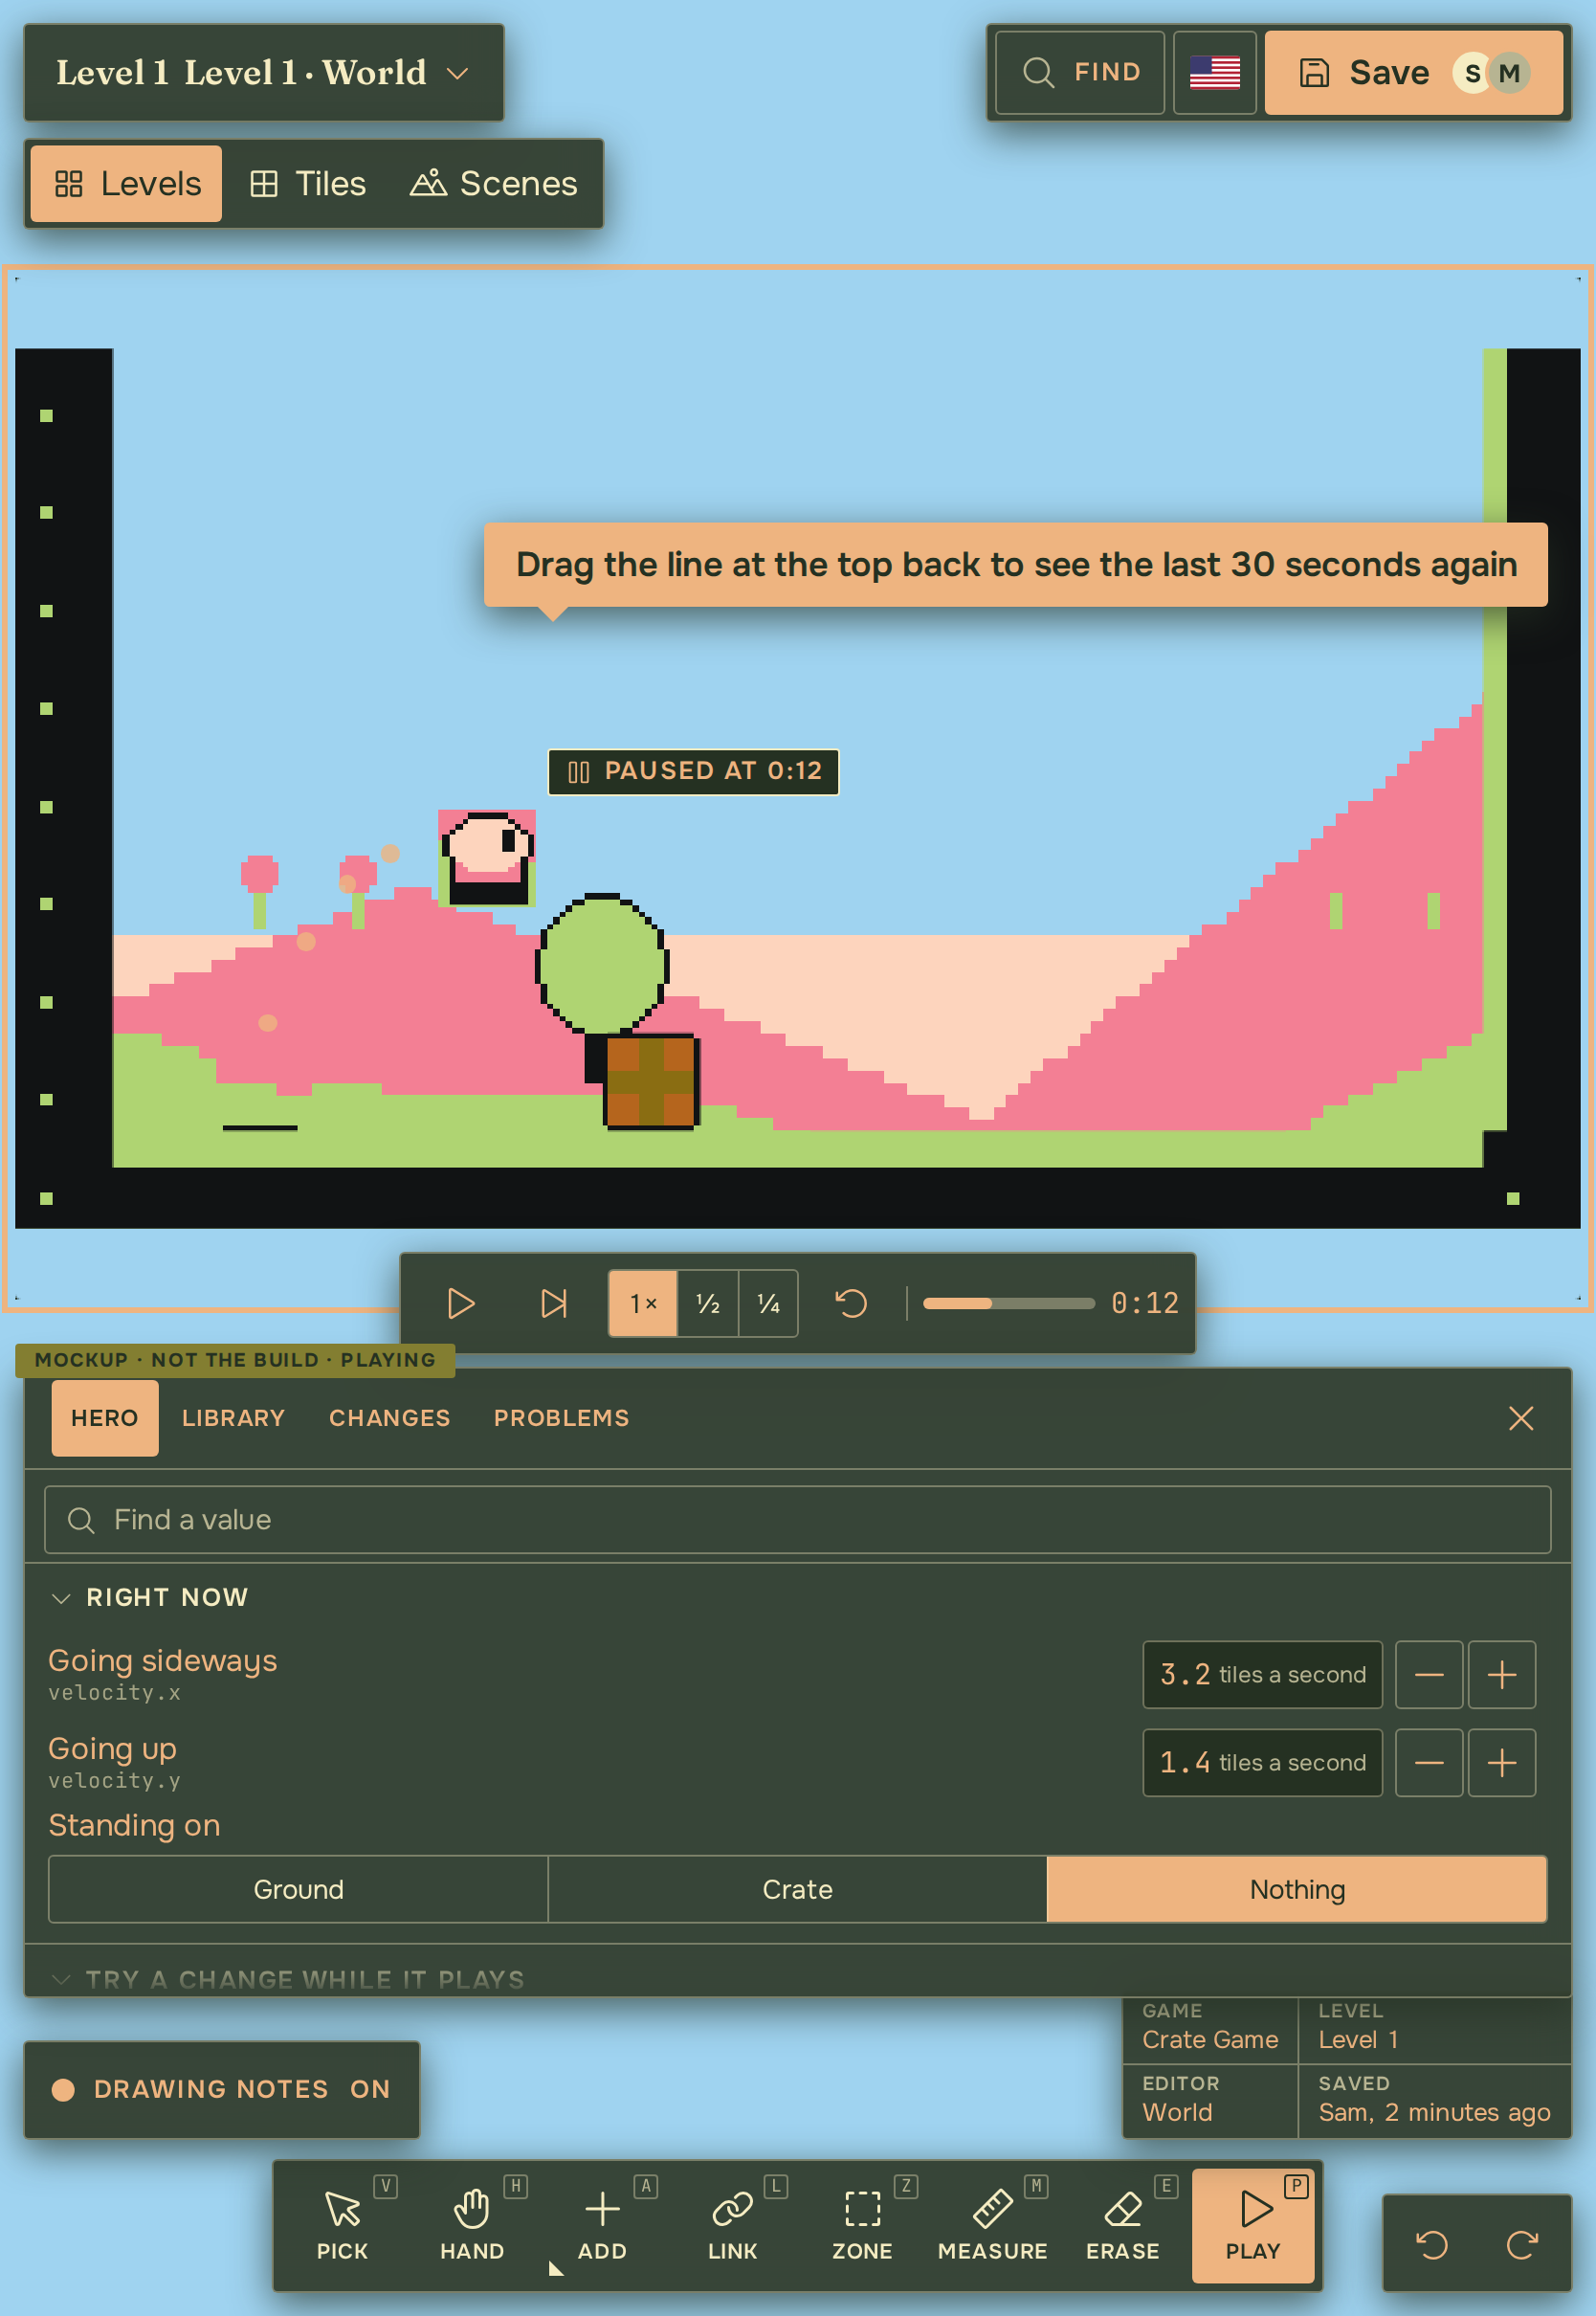 Level 1 Level 1 · World
FIND
Save S M
Levels Tiles Scenes
Drag the line at the top back to see the last 30 seconds again
PAUSED AT 0:12
1× ½ ¼ 0:12
MOCKUP · NOT THE BUILD · PLAYING
HERO LIBRARY CHANGES PROBLEMS
Find a value
RIGHT NOW
Going sideways
velocity.x
3.2 tiles a second
Going up
velocity.y
1.4 tiles a second
Standing on
Ground Crate Nothing
TRY A CHANGE WHILE IT PLAYS
GAME LEVEL
Crate Game Level 1
EDITOR SAVED
World Sam, 2 minutes ago
DRAWING NOTES ON
V H A L Z M E P
PICK HAND ADD LINK ZONE MEASURE ERASE PLAY